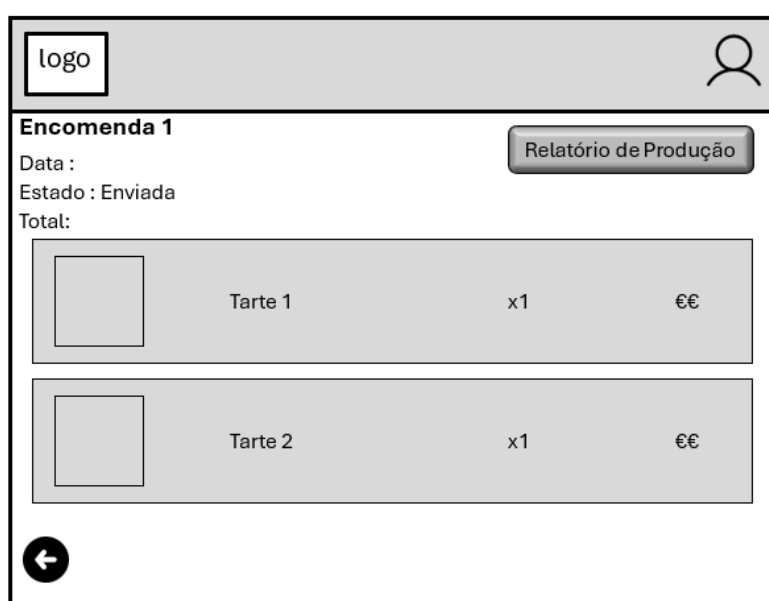 logo
Encomenda 1
Relatório de Produção
Data :
Estado : Enviada
Total:
Tarte 1 x1 €€
Tarte 2 x1 €€